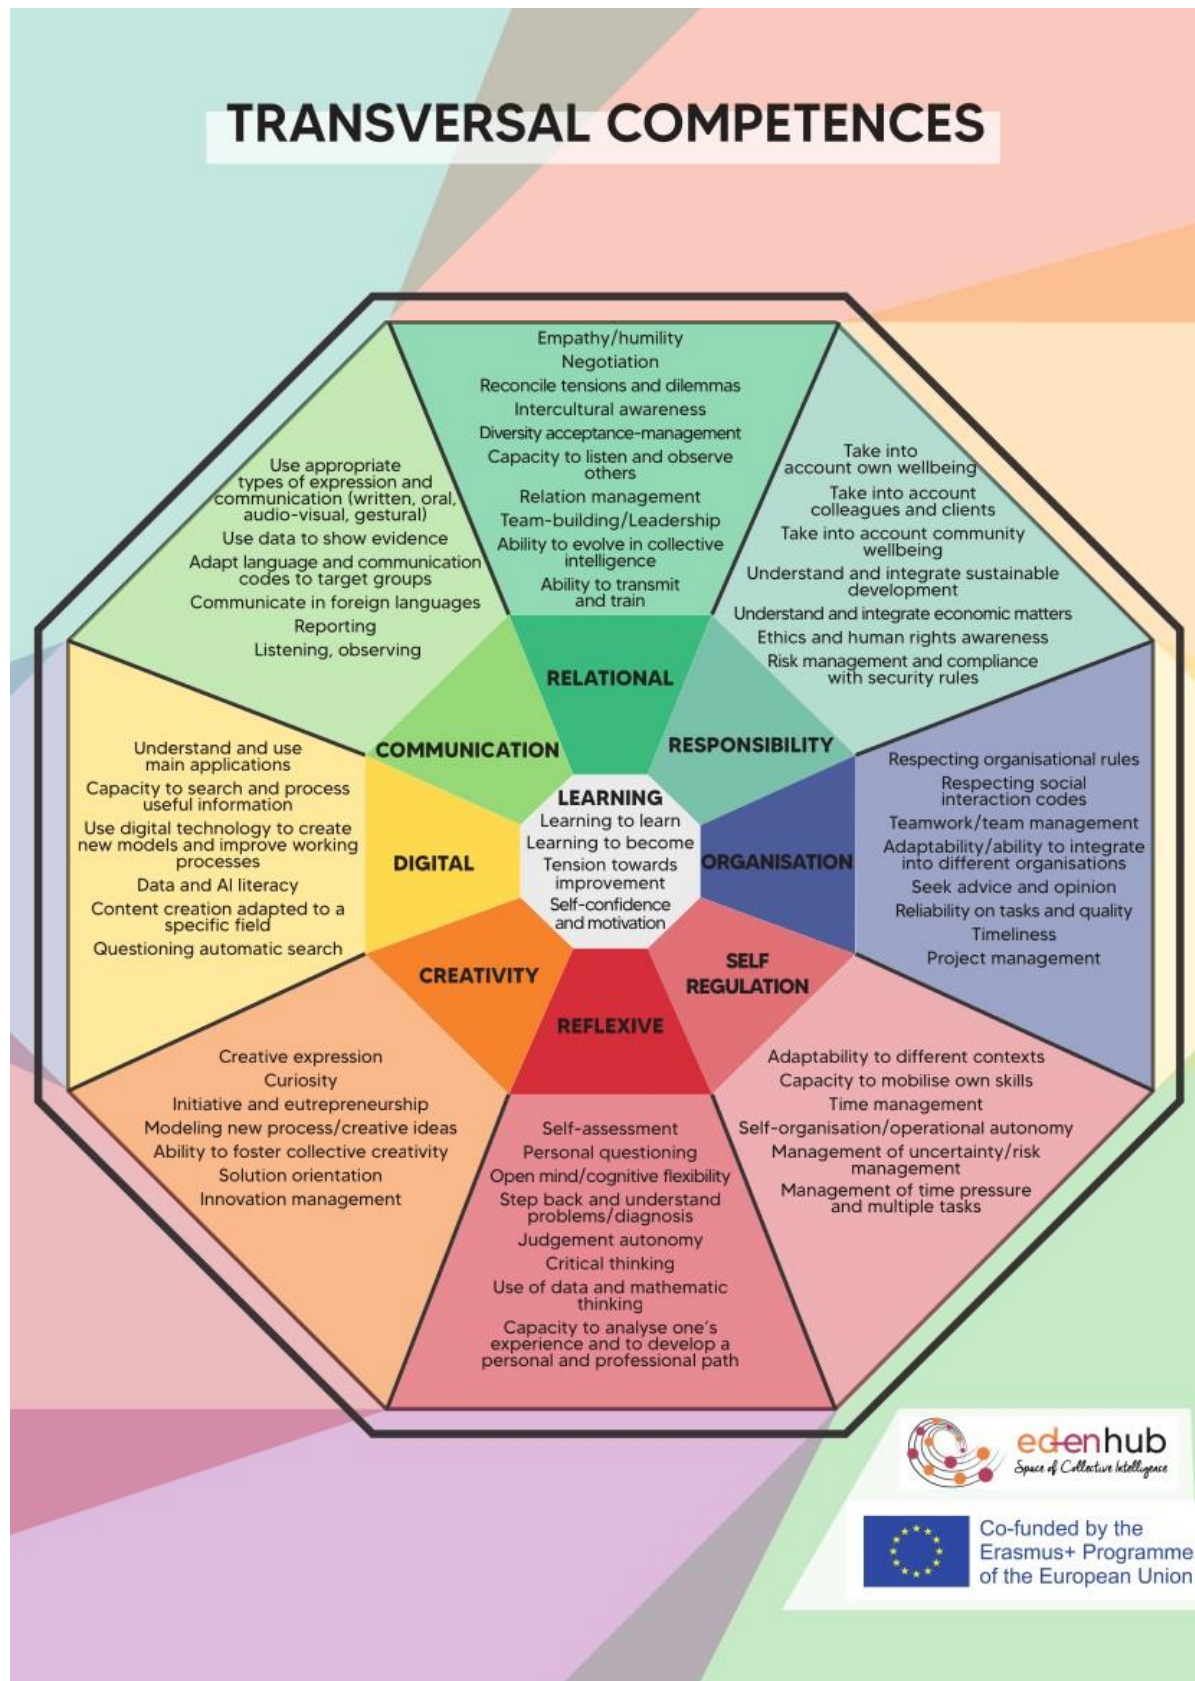 TRANSVERSAL COMPETENCES
Empathy/humility
Negotiation
Reconcile tensions and dilemmas
Intercultural awareness
Diversity acceptance-management
Capacity to listen and observe
others
Relation management
Team-building/Leadership
Ability to evolve in collective
intelligence
Ability to transmit
and train
RELATIONAL
Take into
account own wellbeing
Take into account
colleagues and clients
Take into account community
wellbeing
Understand and integrate sustainable
development
Understand and integrate economic matters
Ethics and human rights awareness
Risk management and compliance
with security rules
RESPONSIBILITY
Respecting organisational rules
Respecting social
interaction codes
Teamwork/team management
Adaptability/ability to integrate
into different organisations
Seek advice and opinion
Reliability on tasks and quality
Timeliness
Project management
ORGANISATION
Adaptability to different contexts
Capacity to mobilise own skills
Time management
Self-organisation/operational autonomy
Management of uncertainty/risk
management
Management of time pressure
and multiple tasks
SELF
REGULATION
REFLEXIVE
Self-assessment
Personal questioning
Open mind/cognitive flexibility
Step back and understand
problems/diagnosis
Judgement autonomy
Critical thinking
Use of data and mathematic
thinking
Capacity to analyse one's
experience and to develop a
personal and professional path
CREATIVITY
Creative expression
Curiosity
Initiative and eutrepreneurship
Modeling new process/creative ideas
Ability to foster collective creativity
Solution orientation
Innovation management
DIGITAL
Understand and use
main applications
Capacity to search and process
useful information
Use digital technology to create
new models and improve working
processes
Data and AI literacy
Content creation adapted to a
specific field
Questioning automatic search
COMMUNICATION
Use appropriate
types of expression and
communication (written, oral,
audio-visual, gestural)
Use data to show evidence
Adapt language and communication
codes to target groups
Communicate in foreign languages
Reporting
Listening, observing
LEARNING
Learning to learn
Learning to become
Tension towards
improvement
Self-confidence
and motivation
ed-en hub
Space of Collective Intelligence
Co-funded by the
Erasmus+ Programme
of the European Union